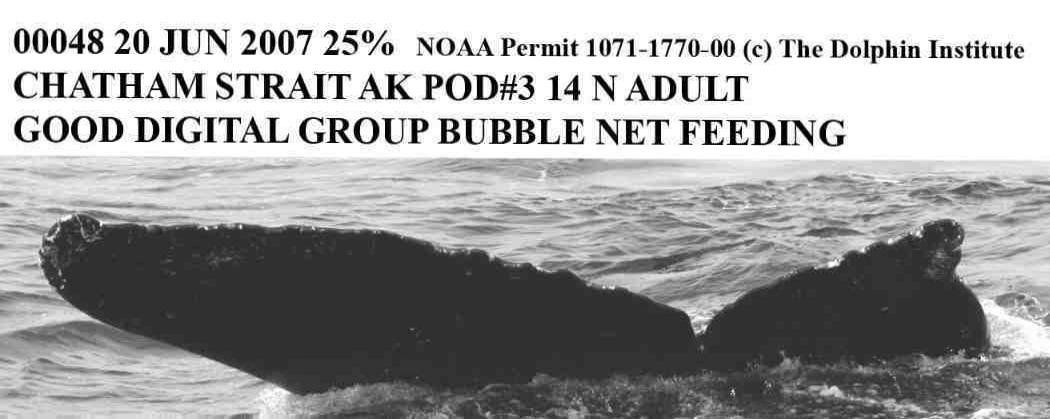 00048 20 JUN 2007 25% NOAA Permit 1071-1770-00 (c) The Dolphin Institute
CHATHAM STRAIT AK POD#3 14 N ADULT
GOOD DIGITAL GROUP BUBBLE NET FEEDING